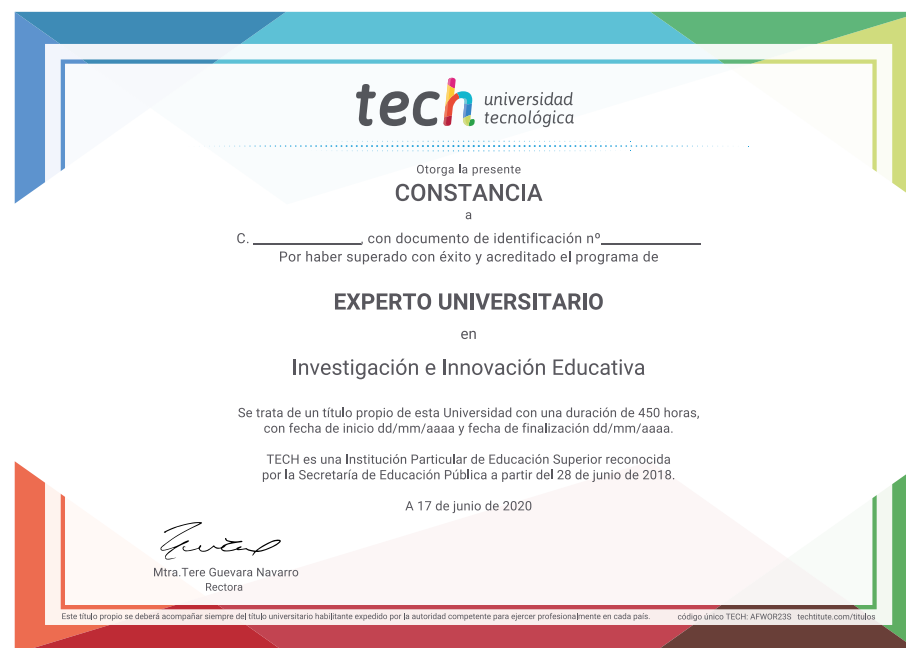 tech universidad
tecnológica
Otorga la presente
CONSTANCIA
a
C. ______________, con documento de identificación nº_____________
Por haber superado con éxito y acreditado el programa de
EXPERTO UNIVERSITARIO
en
Investigación e Innovación Educativa
Se trata de un título propio de esta Universidad con una duración de 450 horas,
con fecha de inicio dd/mm/aaaa y fecha de finalización dd/mm/aaaa.
TECH es una Institución Particular de Educación Superior reconocida
por la Secretaría de Educación Pública a partir del 28 de junio de 2018.
A 17 de junio de 2020
Mtra.Tere Guevara Navarro
Rectora
Este título propio se deberá acompañar siempre del título universitario habilitante expedido por la autoridad competente para ejercer profesionalmente en cada país. código único TECH: AFWOR23S techtitute.com/titulos